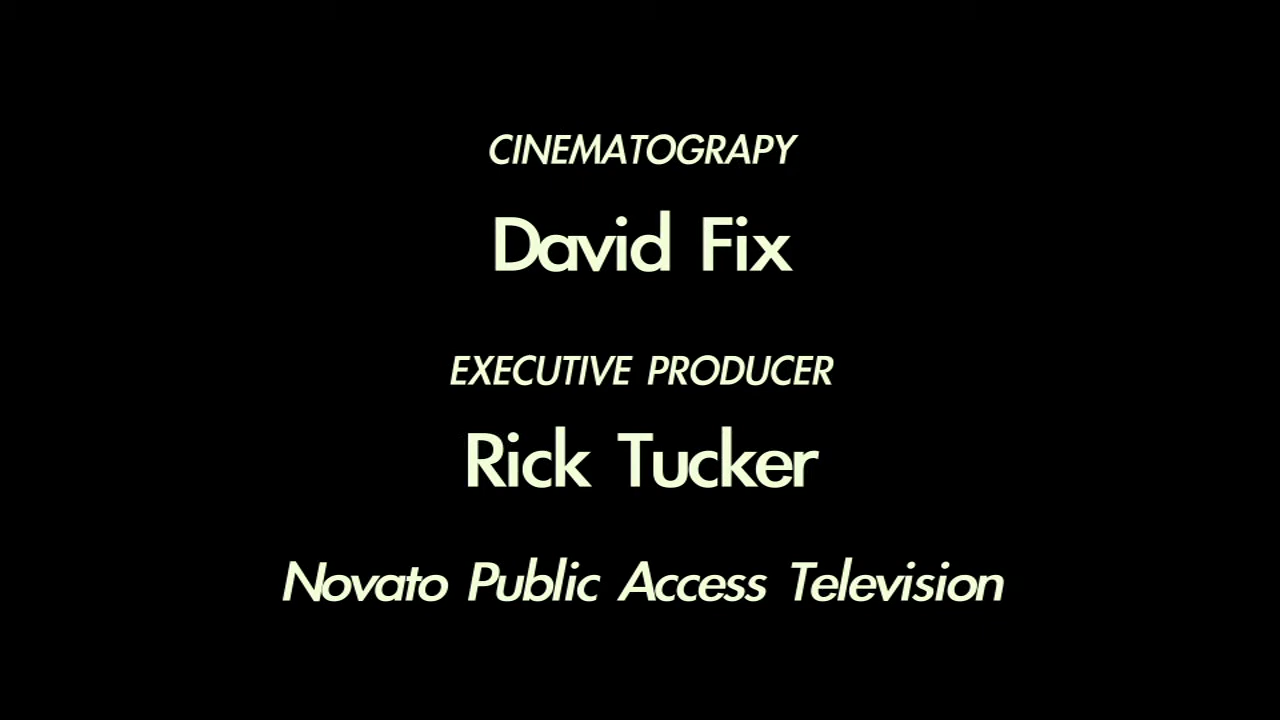 CINEMATOGRAPY
David Fix
EXECUTIVE PRODUCER
Rick Tucker
Novato Public Access Television